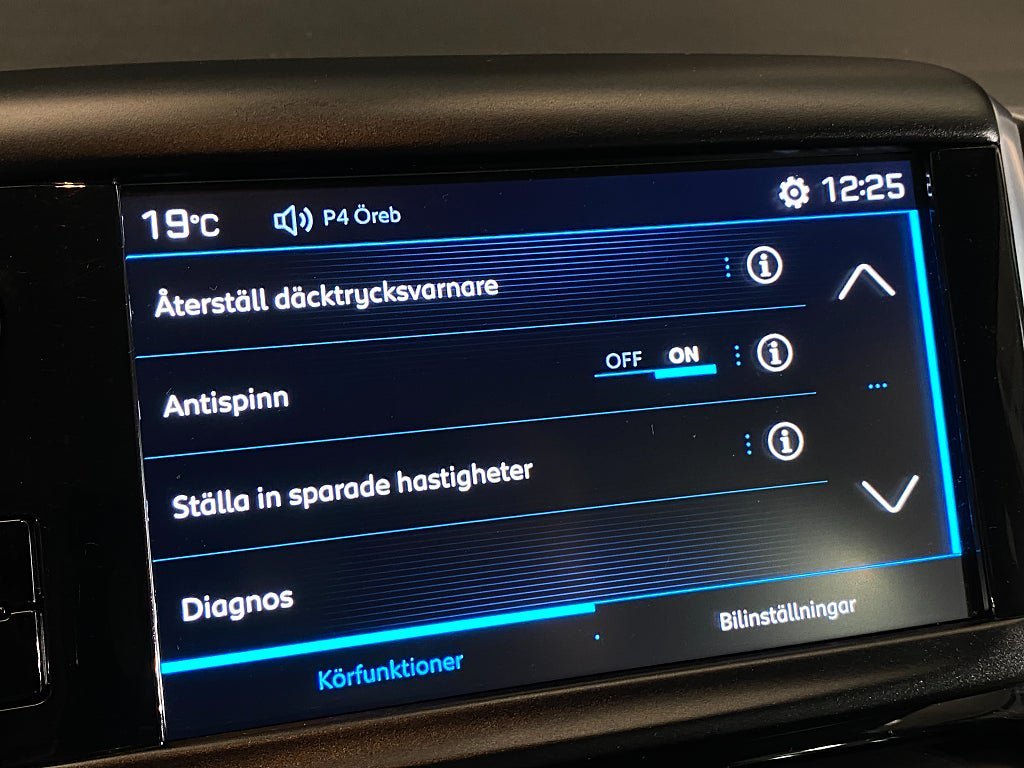 19°C P4 Öreb 12:25
Återställ däcktrycksvarnare
Antispinn OFF ON
Ställa in sparade hastigheter
Diagnos
Körfunktioner Bilinställningar